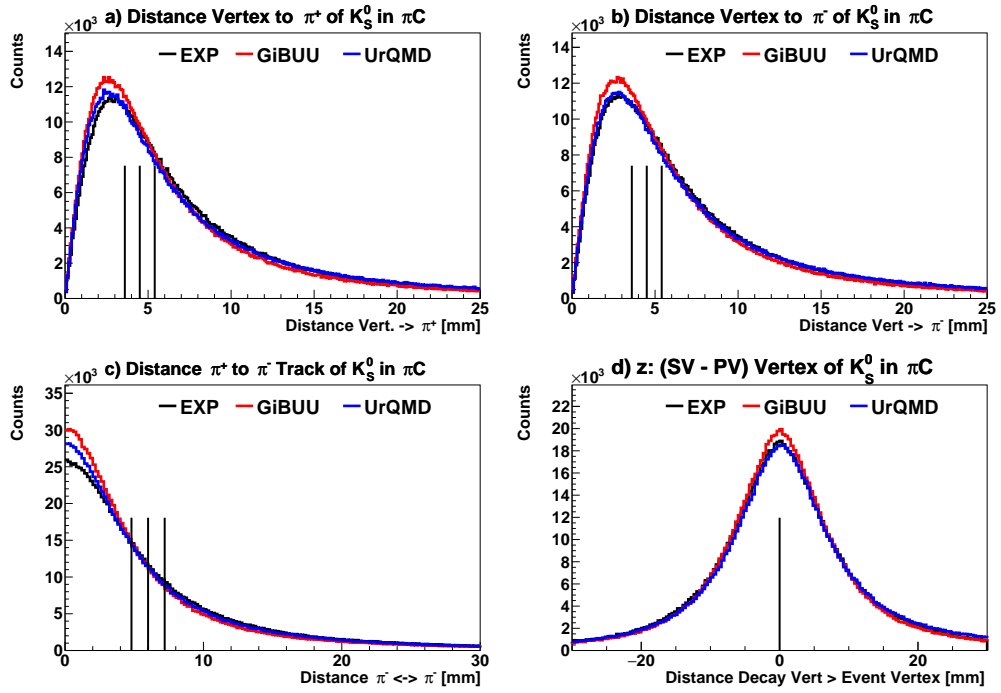 a) Distance Vertex to π⁺ of K⁰_S in πC
×10³
Counts
EXP GiBUU UrQMD
14
12
10
8
6
4
2
0
0 5 10 15 20 25
Distance Vert. -> π⁺ [mm]
b) Distance Vertex to π⁻ of K⁰_S in πC
×10³
Counts
EXP GiBUU UrQMD
14
12
10
8
6
4
2
0
0 5 10 15 20 25
Distance Vert -> π⁻ [mm]
c) Distance π⁺ to π⁻ Track of K⁰_S in πC
×10³
Counts
EXP GiBUU UrQMD
35
30
25
20
15
10
5
0
0 10 20 30
Distance π⁻ <-> π⁻ [mm]
d) z: (SV - PV) Vertex of K⁰_S in πC
×10³
Counts
EXP GiBUU UrQMD
22
20
18
16
14
12
10
8
6
4
2
0
−20 0 20
Distance Decay Vert > Event Vertex [mm]